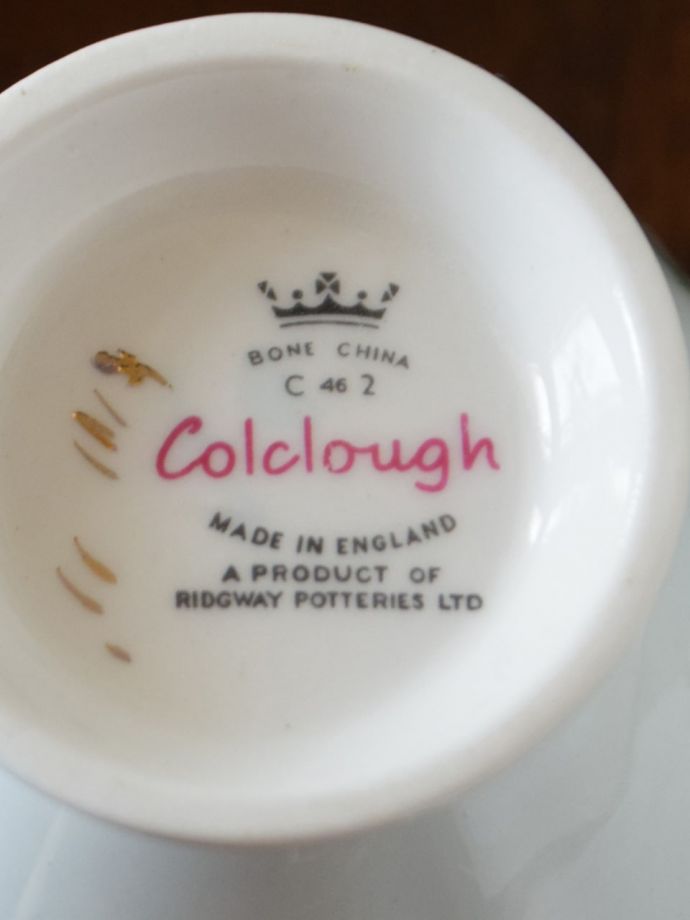 BONE CHINA
C 46 2
Colclough
MADE IN ENGLAND
A PRODUCT OF
RIDGWAY POTTERIES LTD